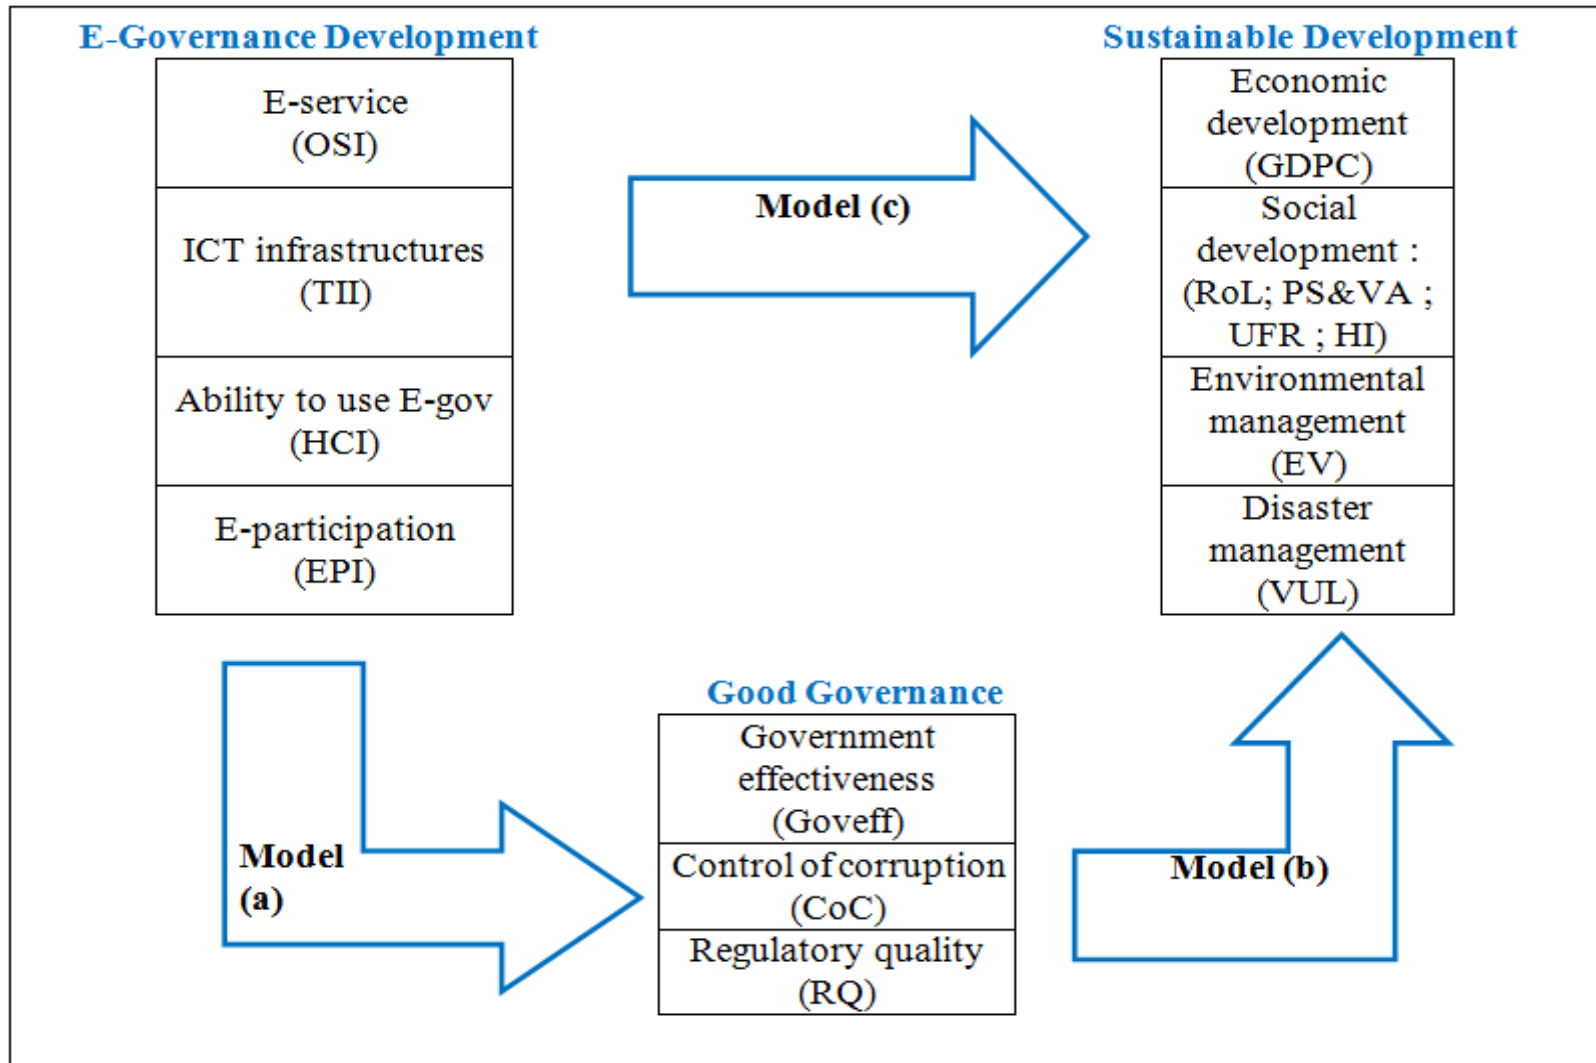 E-Governance Development
E-service
(OSI)
ICT infrastructures
(TII)
Ability to use E-gov
(HCI)
E-participation
(EPI)
Model (c)
Sustainable Development
Economic
development
(GDPC)
Social
development :
(RoL; PS&VA ;
UFR ; HI)
Environmental
management
(EV)
Disaster
management
(VUL)
Model
(a)
Good Governance
Government
effectiveness
(Goveff)
Control of corruption
(CoC)
Regulatory quality
(RQ)
Model (b)